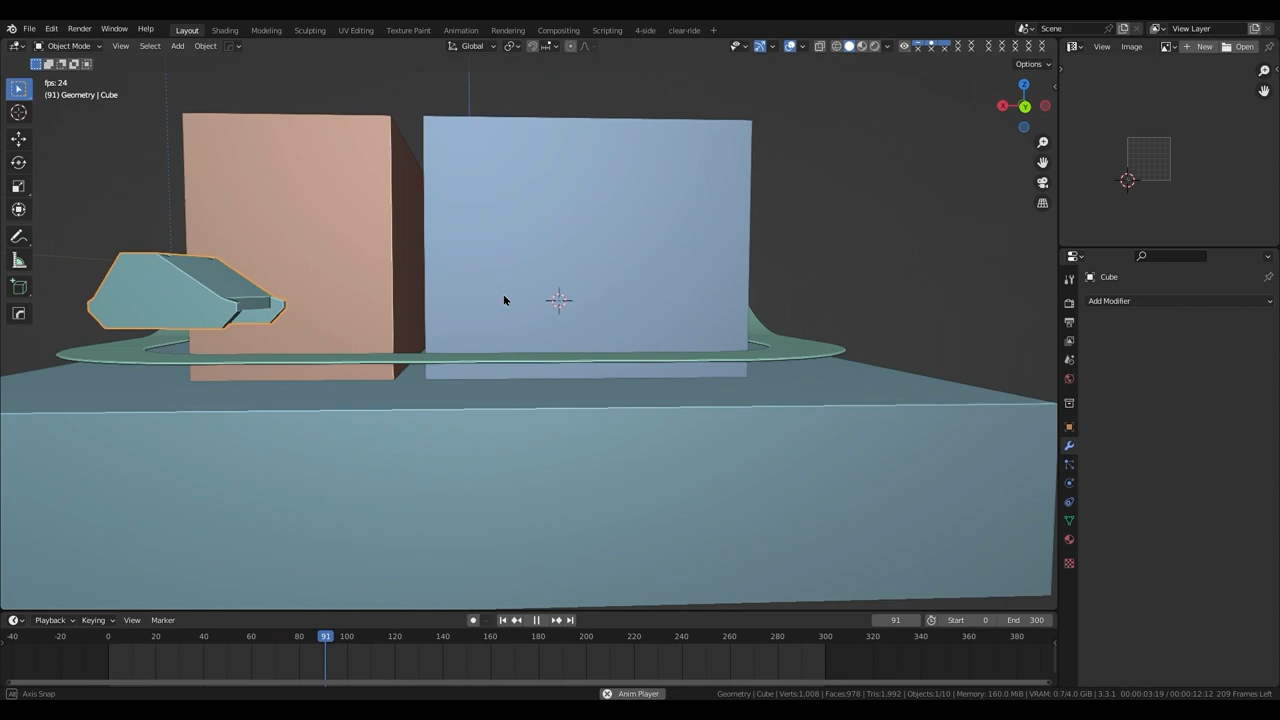 File Edit Render Window Help Layout Shading Modeling Sculpting UV Editing Texture Paint Animation Rendering Compositing Scripting 4-side clear-ride + Scene View Layer
Object Mode View Select Add Object Global View Image New Open
Options
fps: 24
(91) Geometry | Cube
X Y Z
Cube
Add Modifier
Playback Keying View Marker 91 Start 0 End 300
-40 -20 0 20 40 60 80 91 100 120 140 160 180 200 220 240 260 280 300 320 340 360 380
Alt Axis Snap Anim Player Geometry | Cube | Verts:1,008 | Faces:978 | Tris:1,992 | Objects:1/10 | Memory: 160.0 MiB | VRAM: 0.7/4.0 GiB | 3.3.1 00:00:03:19 / 00:00:12:12 209 Frames Left